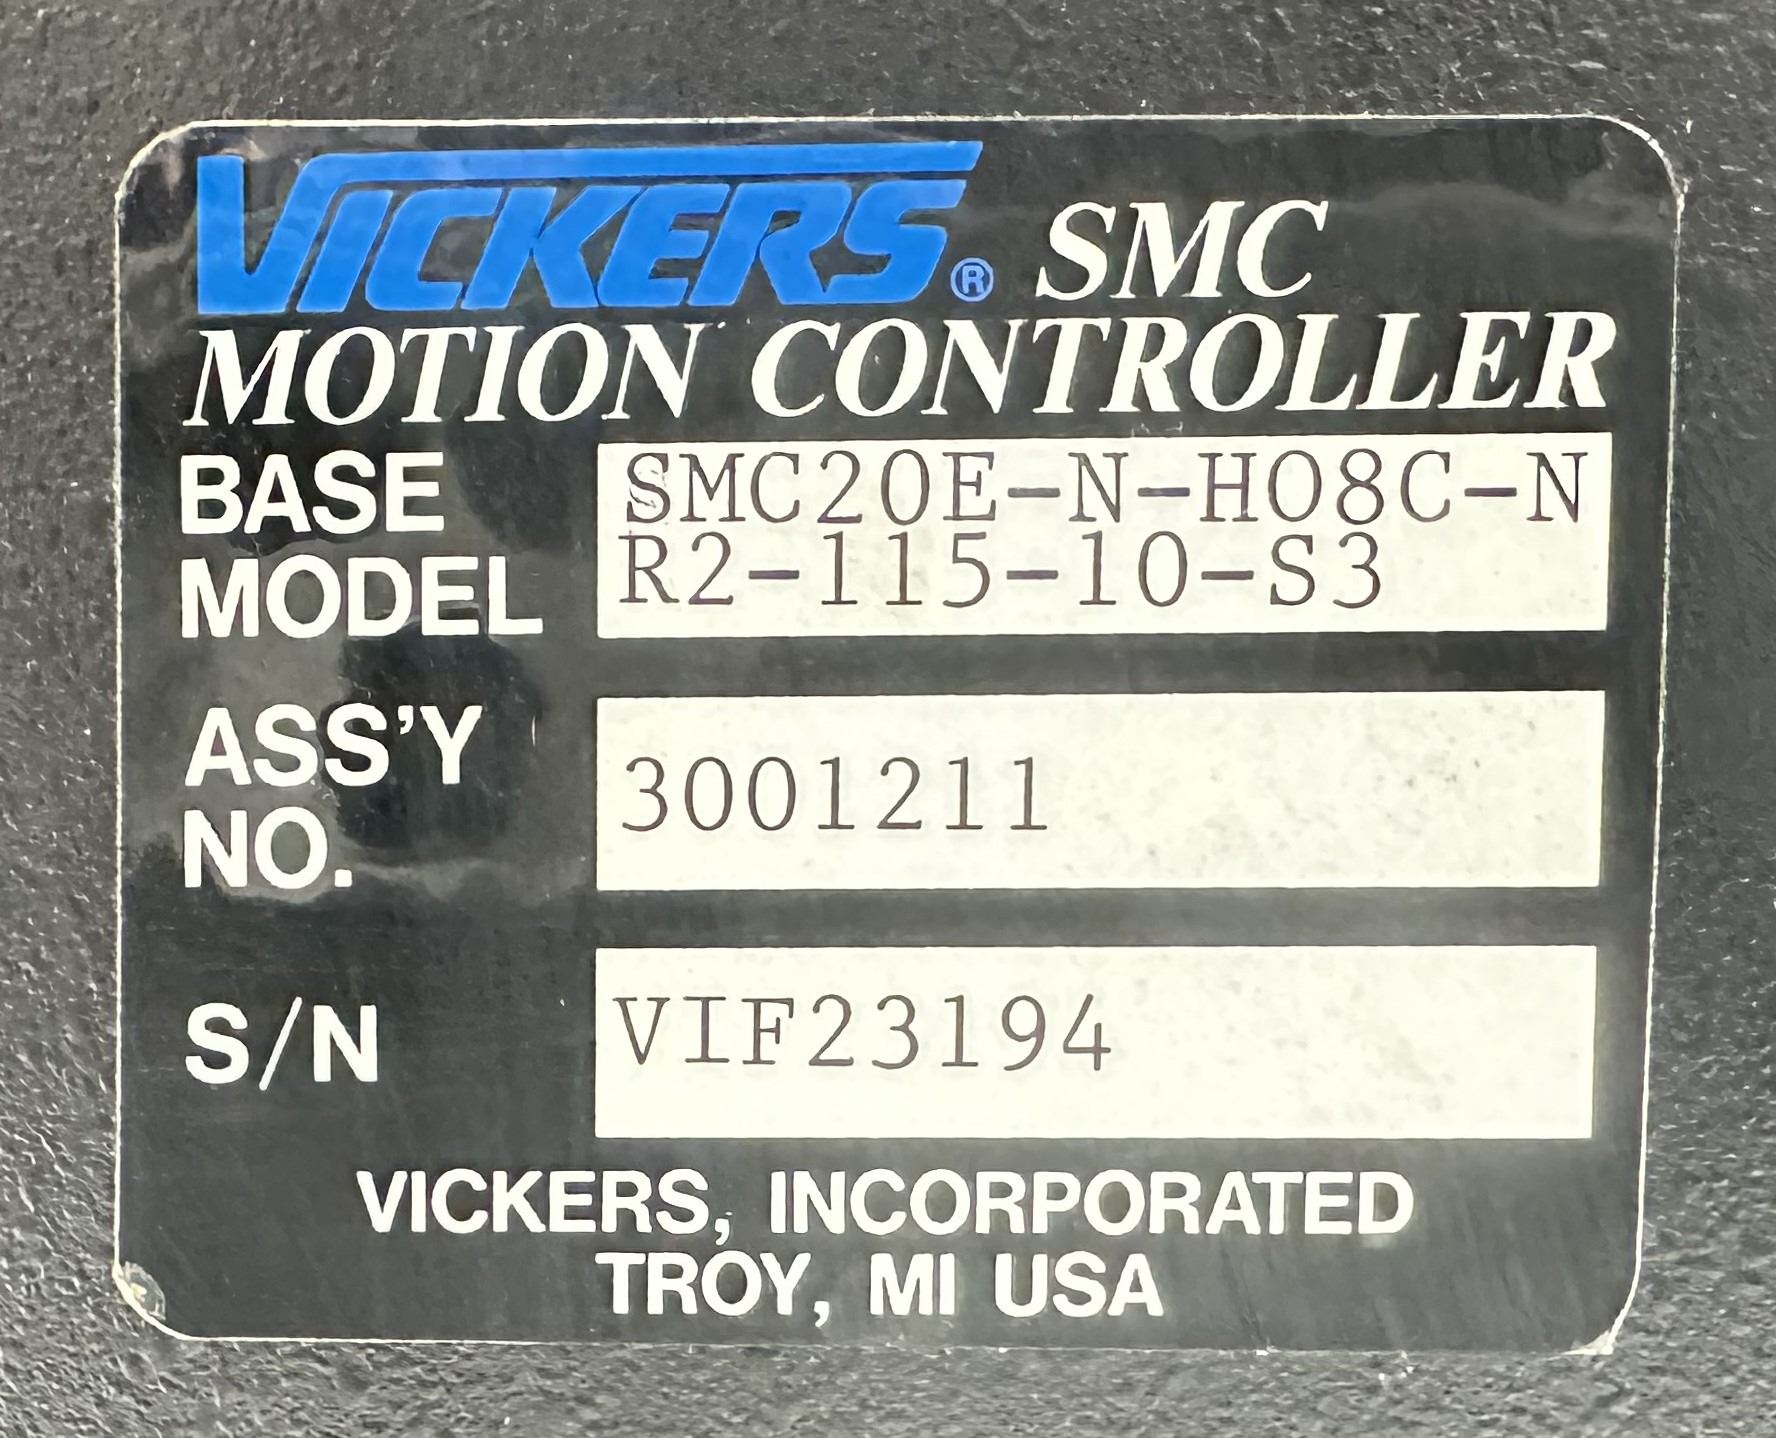 VICKERS® SMC
MOTION CONTROLLER
BASE MODEL SMC20E-N-H08C-N
R2-115-10-S3
ASS'Y NO. 3001211
S/N VIF23194
VICKERS, INCORPORATED
TROY, MI USA